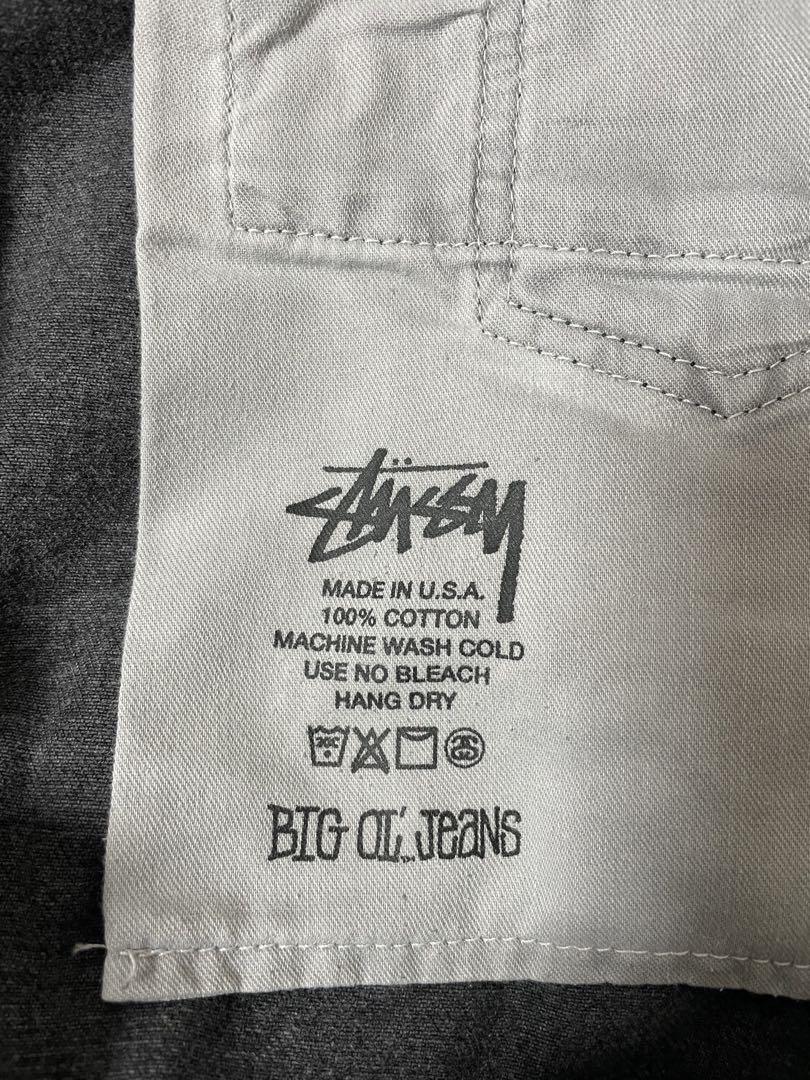 STÜSSY
MADE IN U.S.A.
100% COTTON
MACHINE WASH COLD
USE NO BLEACH
HANG DRY
BIG OL' JEANS